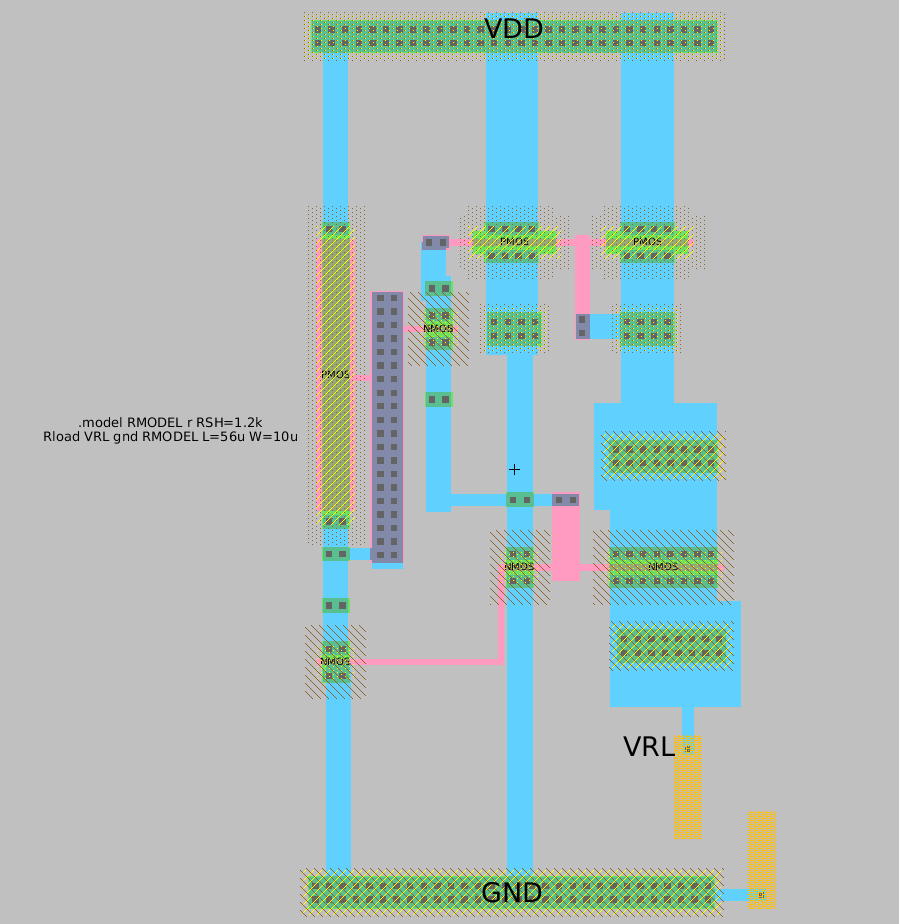 VDD
PMOS
PMOS
NMOS
PMOS
.model RMODEL r RSH=1.2k
Rload VRL gnd RMODEL L=56u W=10u
NMOS
NMOS
NMOS
VRL
GND